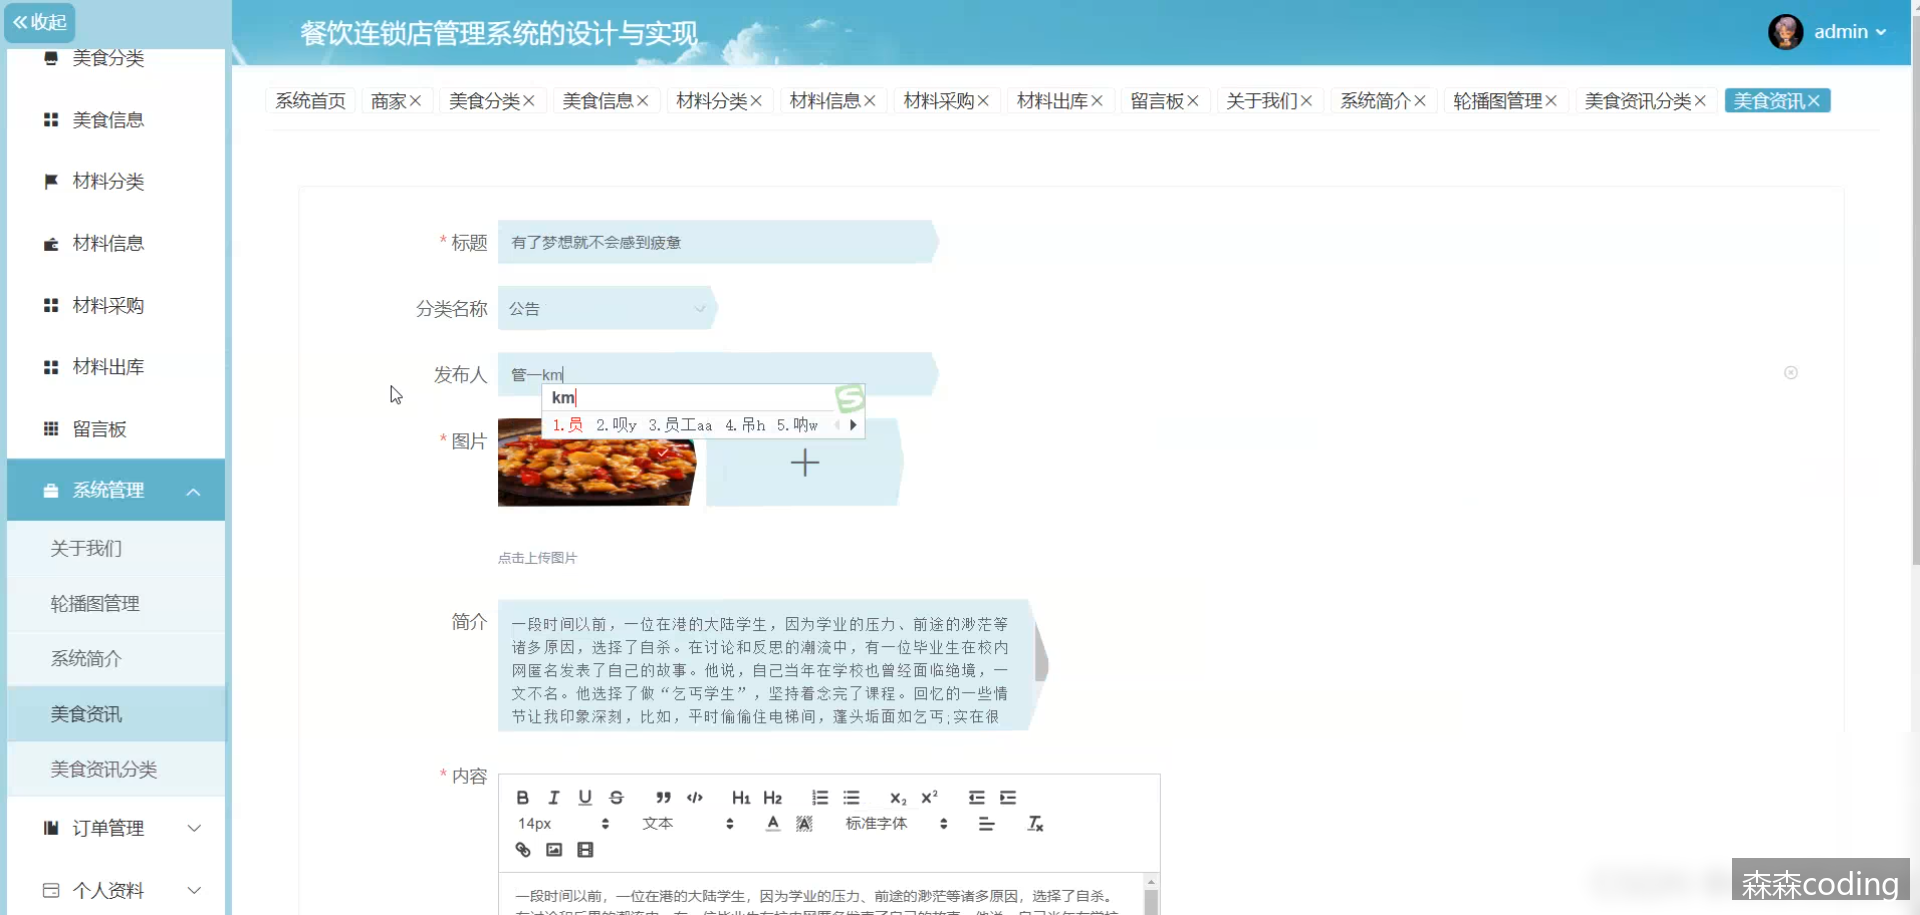 收起
餐饮连锁店管理系统的设计与实现
admin
美食分类
美食信息
材料分类
材料信息
材料采购
材料出库
留言板
系统管理
关于我们
轮播图管理
系统简介
美食资讯
美食资讯分类
订单管理
个人资料
系统首页 商家 美食分类 美食信息 材料分类 材料信息 材料采购 材料出库 留言板 关于我们 系统简介 轮播图管理 美食资讯分类 美食资讯
* 标题 有了梦想就不会感到疲惫
分类名称 公告
发布人 管一km
km
1.员 2.呗y 3.员工aa 4.吊h 5.呐w
* 图片
点击上传图片
简介
一段时间以前，一位在港的大陆学生，因为学业的压力、前途的渺茫等
诸多原因，选择了自杀。在讨论和反思的潮流中，有一位毕业生在校内
网匿名发表了自己的故事。他说，自己当年在学校也曾经面临绝境，一
文不名。他选择了做“乞丐学生”，坚持着念完了课程。回忆的一些情
节让我印象深刻，比如，平时偷偷住电梯间，蓬头垢面如乞丐;实在很
* 内容
B I U S H1 H2 x2 x2
14px 文本 A A 标准字体 Tx
一段时间以前，一位在港的大陆学生，因为学业的压力、前途的渺茫等诸多原因，选择了自杀。
森森coding